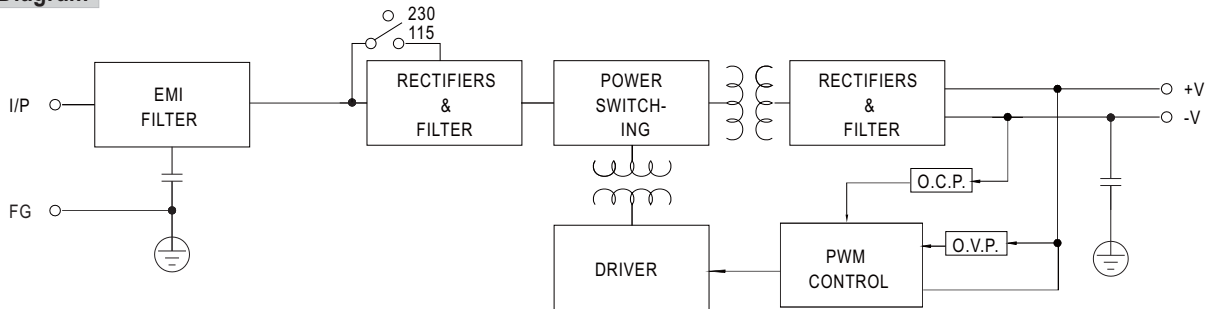 Diagram
230
115
I/P
EMI
FILTER
RECTIFIERS
&
FILTER
POWER
SWITCH-
ING
RECTIFIERS
&
FILTER
+V
-V
O.C.P.
FG
DRIVER
PWM
CONTROL
O.V.P.